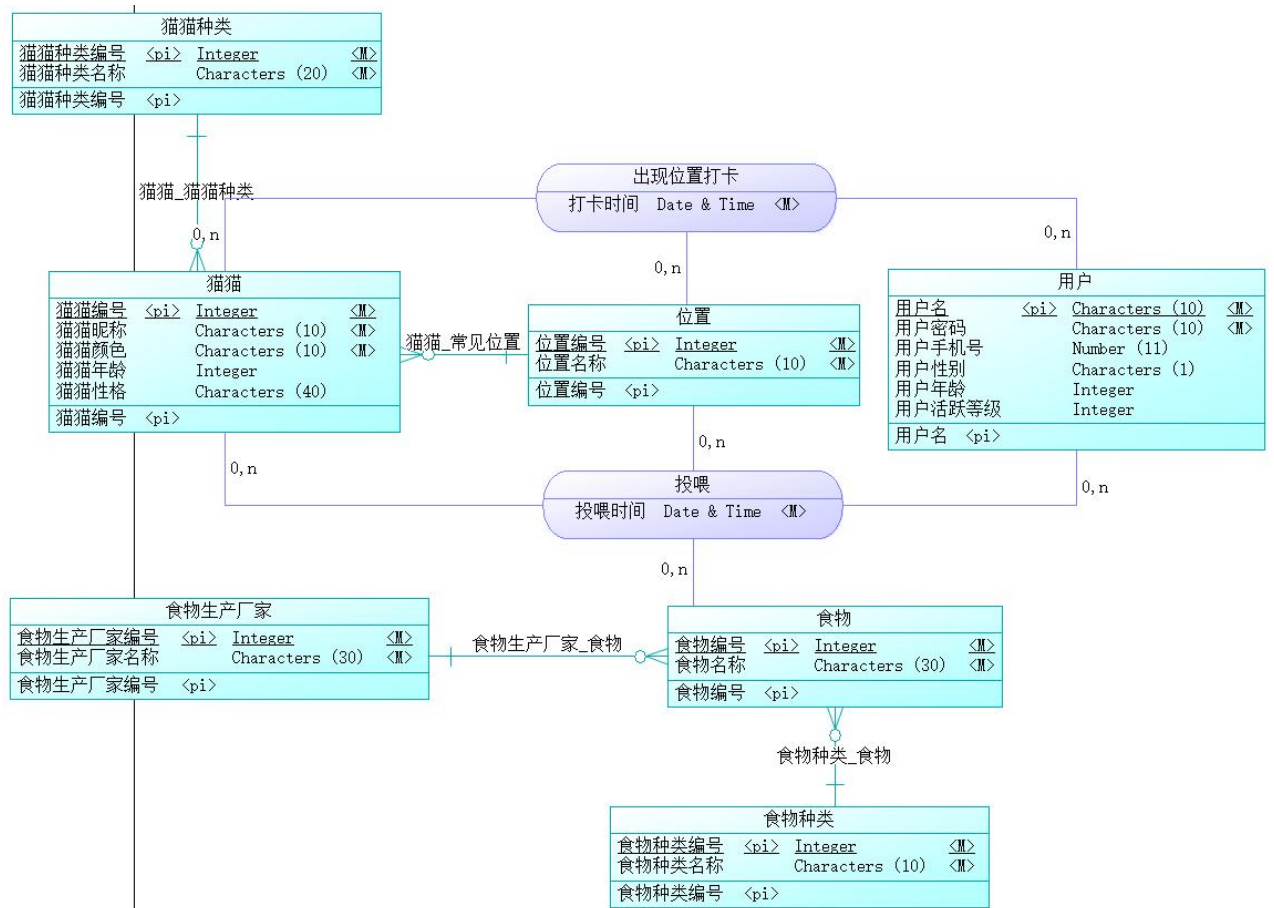 猫猫种类
猫猫种类编号 <pi> Integer <M>
猫猫种类名称 Characters (20) <M>
猫猫种类编号 <pi>
猫猫_猫猫种类
出现位置打卡
打卡时间 Date & Time <M>
0,n
0,n
0,n
猫猫
猫猫编号 <pi> Integer <M>
猫猫昵称 Characters (10) <M>
猫猫颜色 Characters (10) <M>
猫猫年龄 Integer
猫猫性格 Characters (40)
猫猫编号 <pi>
猫猫_常见位置
位置
位置编号 <pi> Integer <M>
位置名称 Characters (10) <M>
位置编号 <pi>
用户
用户名 <pi> Characters (10) <M>
用户密码 Characters (10) <M>
用户手机号 Number (11)
用户性别 Characters (1)
用户年龄 Integer
用户活跃等级 Integer
用户名 <pi>
0,n
0,n
0,n
投喂
投喂时间 Date & Time <M>
0,n
食物生产厂家
食物生产厂家编号 <pi> Integer <M>
食物生产厂家名称 Characters (30) <M>
食物生产厂家编号 <pi>
食物生产厂家_食物
食物
食物编号 <pi> Integer <M>
食物名称 Characters (30) <M>
食物编号 <pi>
食物种类_食物
食物种类
食物种类编号 <pi> Integer <M>
食物种类名称 Characters (10) <M>
食物种类编号 <pi>